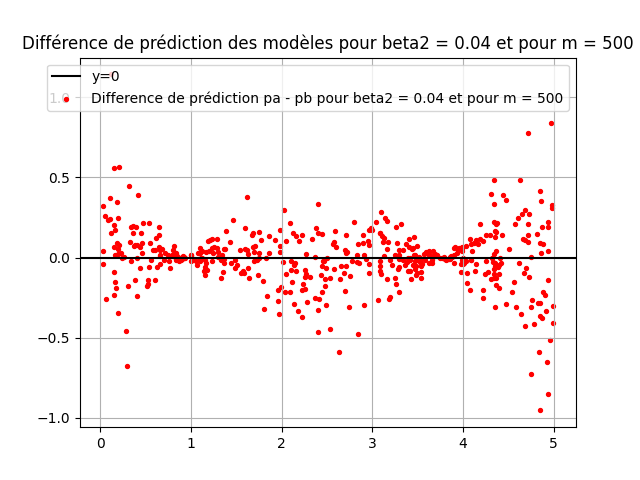 Différence de prédiction des modèles pour beta2 = 0.04 et pour m = 500
y=0
Difference de prédiction pa - pb pour beta2 = 0.04 et pour m = 500
1.0
0.5
0.0
−0.5
−1.0
0 1 2 3 4 5